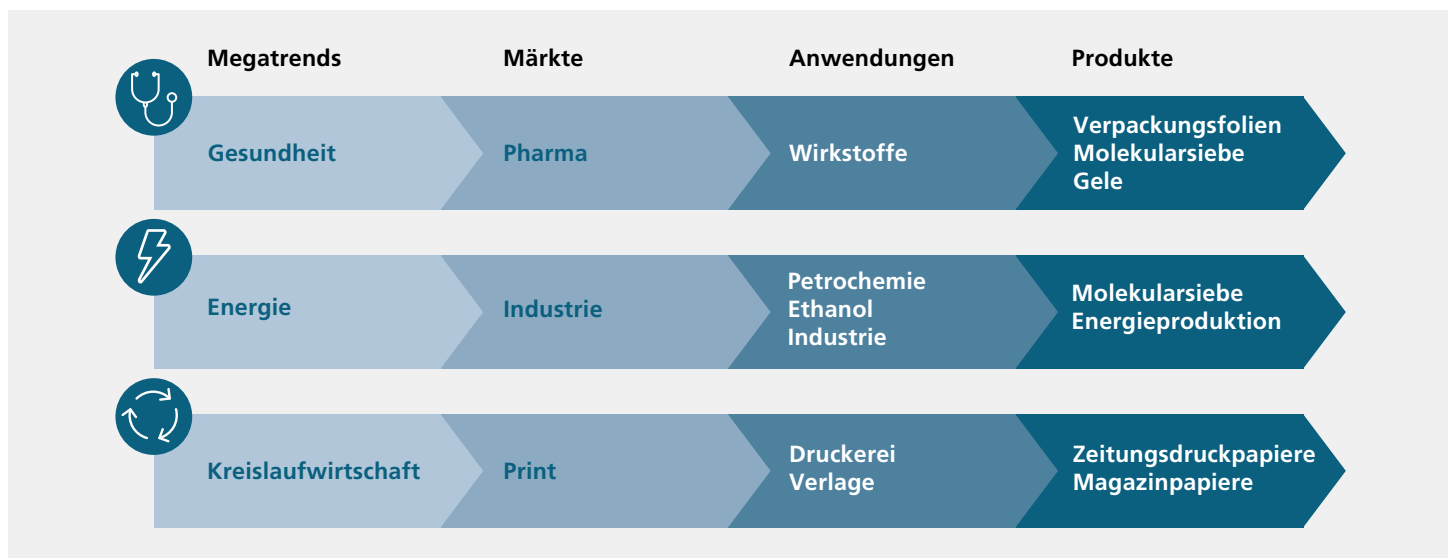 Megatrends
Märkte
Anwendungen
Produkte
Gesundheit
Pharma
Wirkstoffe
Verpackungsfolien
Molekularsiebe
Gele
Energie
Industrie
Petrochemie
Ethanol
Industrie
Molekularsiebe
Energieproduktion
Kreislaufwirtschaft
Print
Druckerei
Verlage
Zeitungsdruckpapiere
Magazinpapiere